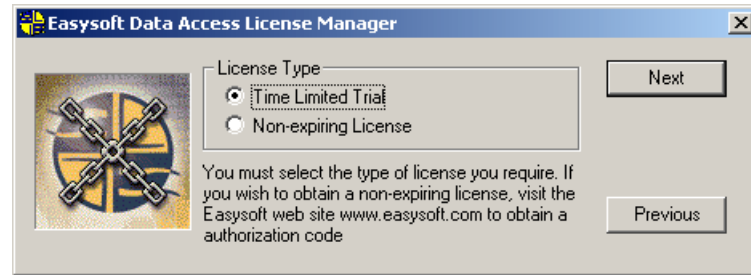 Easysoft Data Access License Manager
License Type
Time Limited Trial
Non-expiring License
Next
You must select the type of license you require. If
you wish to obtain a non-expiring license, visit the
Easysoft web site www.easysoft.com to obtain a
authorization code
Previous